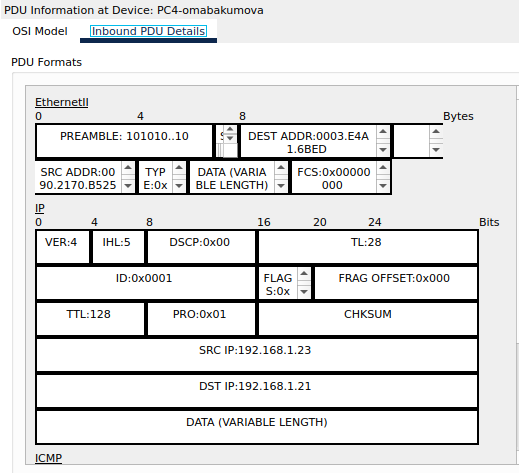 PDU Information at Device: PC4-omabakumova
OSI Model Inbound PDU Details
PDU Formats
EthernetII
0 4 8 Bytes
PREAMBLE: 101010..10 DEST ADDR:0003.E4A
1.6BED
SRC ADDR:00 TYP DATA (VARIA FCS:0x00000
90.2170.B525 E:0x BLE LENGTH) 000
IP
0 4 8 16 20 24 Bits
VER:4 IHL:5 DSCP:0x00 TL:28
ID:0x0001 FLAG FRAG OFFSET:0x000
S:0x
TTL:128 PRO:0x01 CHKSUM
SRC IP:192.168.1.23
DST IP:192.168.1.21
DATA (VARIABLE LENGTH)
ICMP